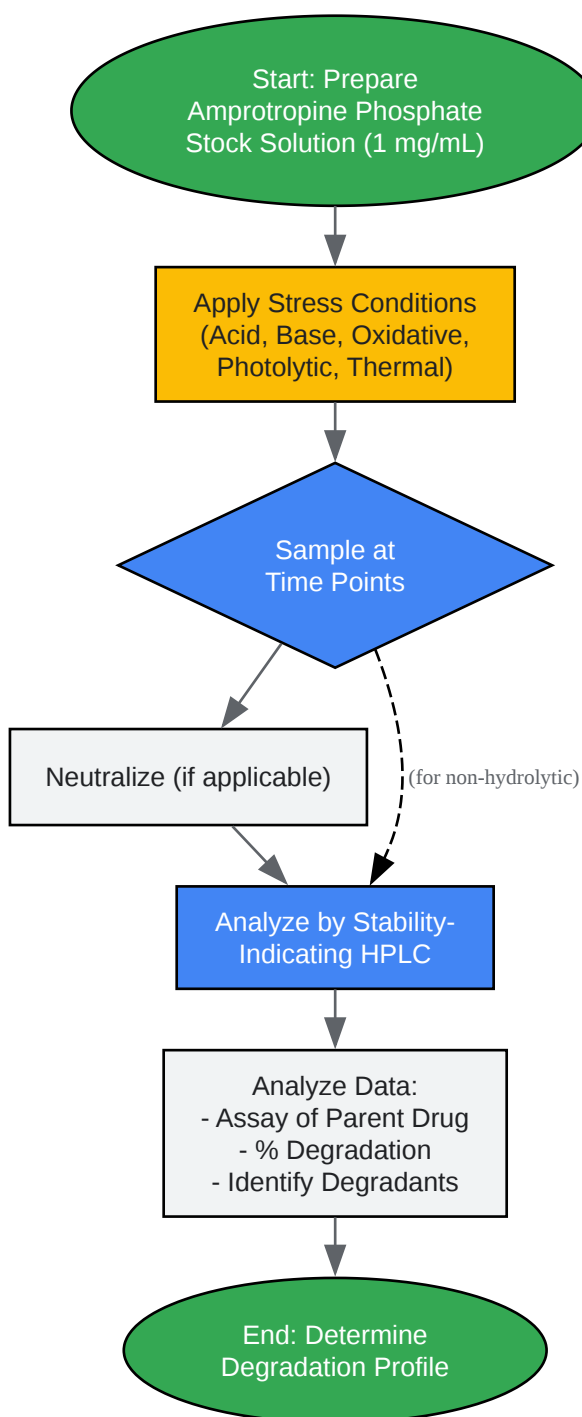 Start: Prepare
Amprotropine Phosphate
Stock Solution (1 mg/mL)
Apply Stress Conditions
(Acid, Base, Oxidative,
Photolytic, Thermal)
Sample at
Time Points
Neutralize (if applicable)
(for non-hydrolytic)
Analyze by Stability-
Indicating HPLC
Analyze Data:
- Assay of Parent Drug
- % Degradation
- Identify Degradants
End: Determine
Degradation Profile